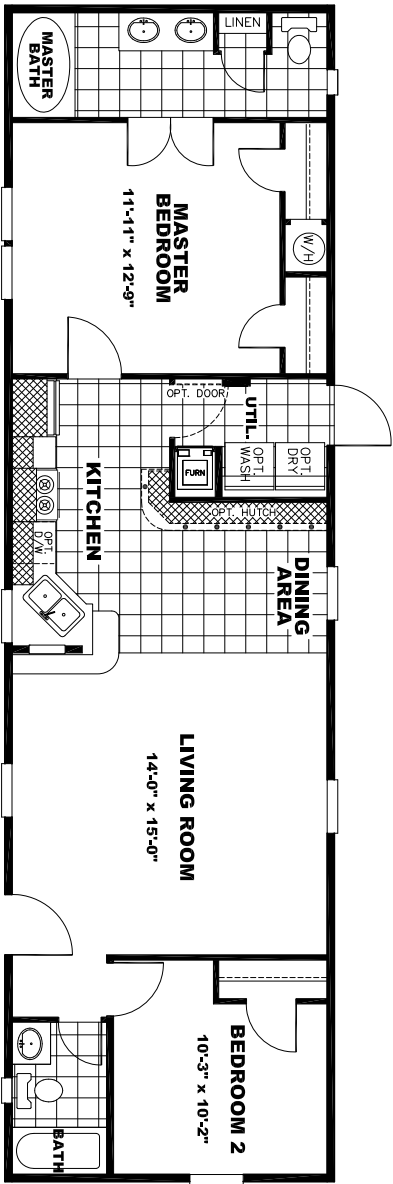 LINEN
MASTER
BATH
MASTER
BEDROOM
11'-11" x 12'-9"
W/H
OPT. DOOR
UTIL.
OPT.
WASH
OPT.
DRY
FURN
KITCHEN
OPT. HUTCH
OPT.
D/W
DINING
AREA
LIVING ROOM
14'-0" x 15'-0"
BEDROOM 2
10'-3" x 10'-2"
BATH